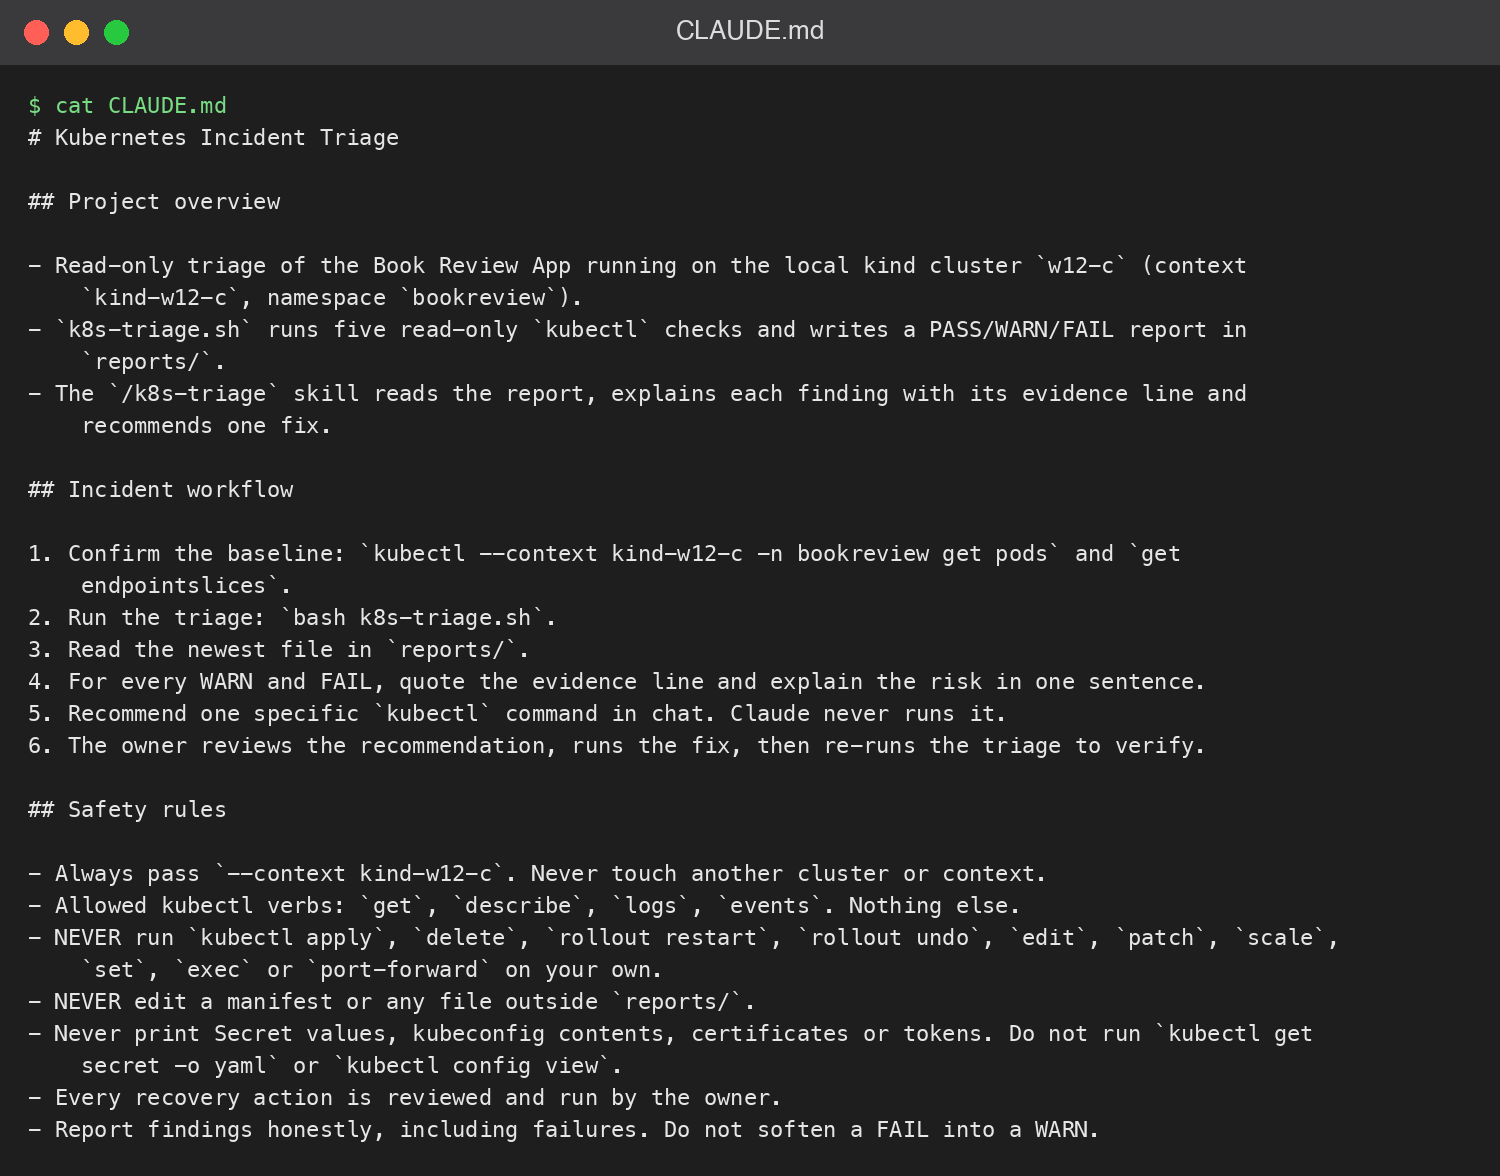 CLAUDE.md
$ cat CLAUDE.md
# Kubernetes Incident Triage
## Project overview
- Read-only triage of the Book Review App running on the local kind cluster `w12-c` (context
`kind-w12-c`, namespace `bookreview`).
- `k8s-triage.sh` runs five read-only `kubectl` checks and writes a PASS/WARN/FAIL report in
`reports/`.
- The `/k8s-triage` skill reads the report, explains each finding with its evidence line and
recommends one fix.
## Incident workflow
1. Confirm the baseline: `kubectl --context kind-w12-c -n bookreview get pods` and `get
endpointslices`.
2. Run the triage: `bash k8s-triage.sh`.
3. Read the newest file in `reports/`.
4. For every WARN and FAIL, quote the evidence line and explain the risk in one sentence.
5. Recommend one specific `kubectl` command in chat. Claude never runs it.
6. The owner reviews the recommendation, runs the fix, then re-runs the triage to verify.
## Safety rules
- Always pass `--context kind-w12-c`. Never touch another cluster or context.
- Allowed kubectl verbs: `get`, `describe`, `logs`, `events`. Nothing else.
- NEVER run `kubectl apply`, `delete`, `rollout restart`, `rollout undo`, `edit`, `patch`, `scale`,
`set`, `exec` or `port-forward` on your own.
- NEVER edit a manifest or any file outside `reports/`.
- Never print Secret values, kubeconfig contents, certificates or tokens. Do not run `kubectl get
secret -o yaml` or `kubectl config view`.
- Every recovery action is reviewed and run by the owner.
- Report findings honestly, including failures. Do not soften a FAIL into a WARN.